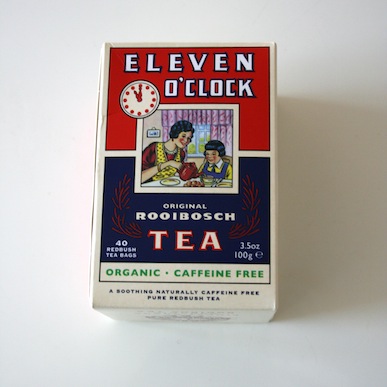 ELEVEN
O'CLOCK
ORIGINAL
ROOIBOSCH
TEA
40
REDBUSH
TEA BAGS
3.5oz
100g ℮
ORGANIC · CAFFEINE FREE
A SOOTHING NATURALLY CAFFEINE FREE
PURE REDBUSH TEA